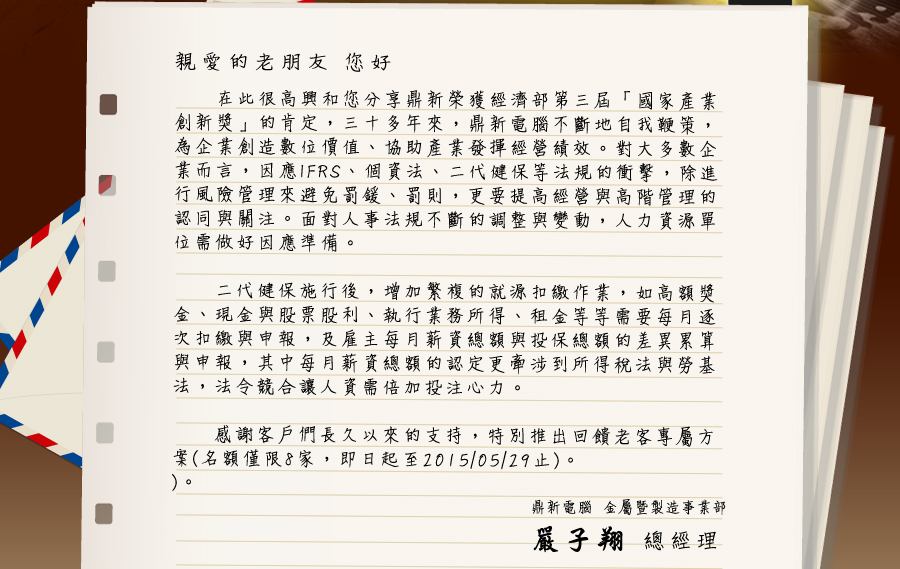 親愛的老朋友 您好
在此很高興和您分享鼎新榮獲經濟部第三屆「國家產業
創新獎」的肯定，三十多年來，鼎新電腦不斷地自我鞭策，
為企業創造數位價值、協助產業發揮經營績效。對大多數企
業而言，因應IFRS、個資法、二代健保等法規的衝擊，除進
行風險管理來避免罰鍰、罰則，更要提高經營與高階管理的
認同與關注。面對人事法規不斷的調整與變動，人力資源單
位需做好因應準備。
二代健保施行後，增加繁複的就源扣繳作業，如高額獎
金、現金與股票股利、執行業務所得、租金等等需要每月逐
次扣繳與申報，及雇主每月薪資總額與投保總額的差異累算
與申報，其中每月薪資總額的認定更牽涉到所得稅法與勞基
法，法令競合讓人資需倍加投注心力。
感謝客戶們長久以來的支持，特別推出回饋老客專屬方
案(名額僅限8家，即日起至2015/05/29止)。
)。
鼎新電腦 金屬暨製造事業部
嚴子翔 總經理